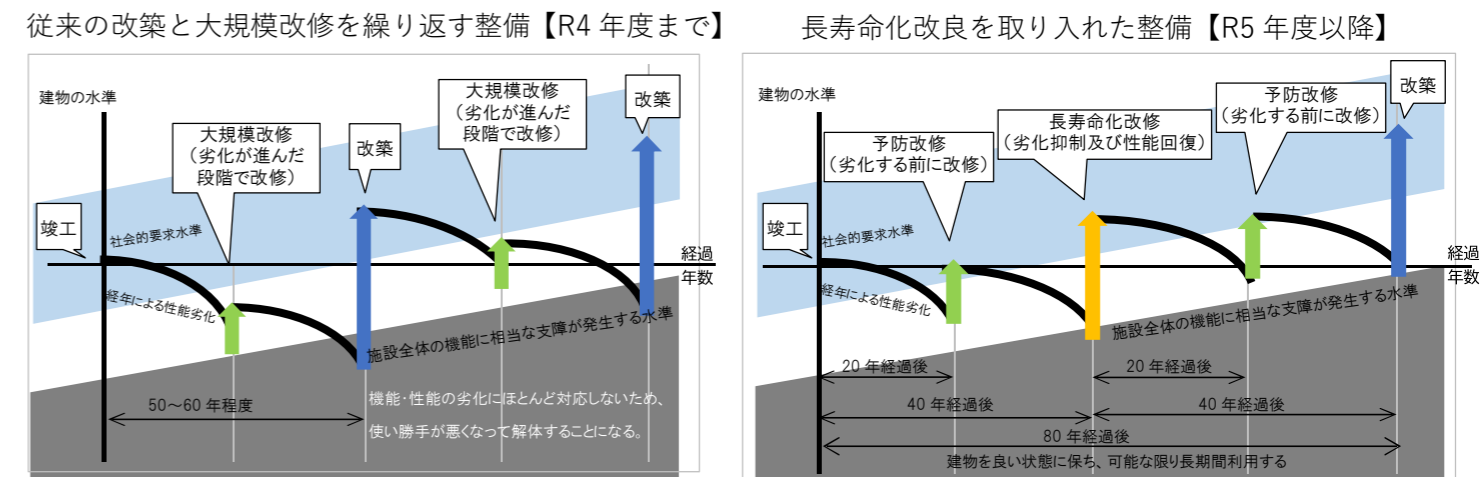 従来の改築と大規模改修を繰り返す整備【R4 年度まで】
建物の水準
大規模改修
（劣化が進んだ
段階で改修）
改築
大規模改修
（劣化が進んだ
段階で改修）
改築
竣工
社会的要求水準
経過
年数
経年による性能劣化
施設全体の機能に相当な支障が発生する水準
50～60 年程度
機能・性能の劣化にほとんど対応しないため、
使い勝手が悪くなって解体することになる。
長寿命化改良を取り入れた整備【R5 年度以降】
建物の水準
予防改修
（劣化する前に改修）
長寿命化改修
（劣化抑制及び性能回復）
予防改修
（劣化する前に改修）
改築
竣工
社会的要求水準
経過
年数
経年による性能劣化
施設全体の機能に相当な支障が発生する水準
20 年経過後
20 年経過後
40 年経過後
40 年経過後
80 年経過後
建物を良い状態に保ち、可能な限り長期間利用する